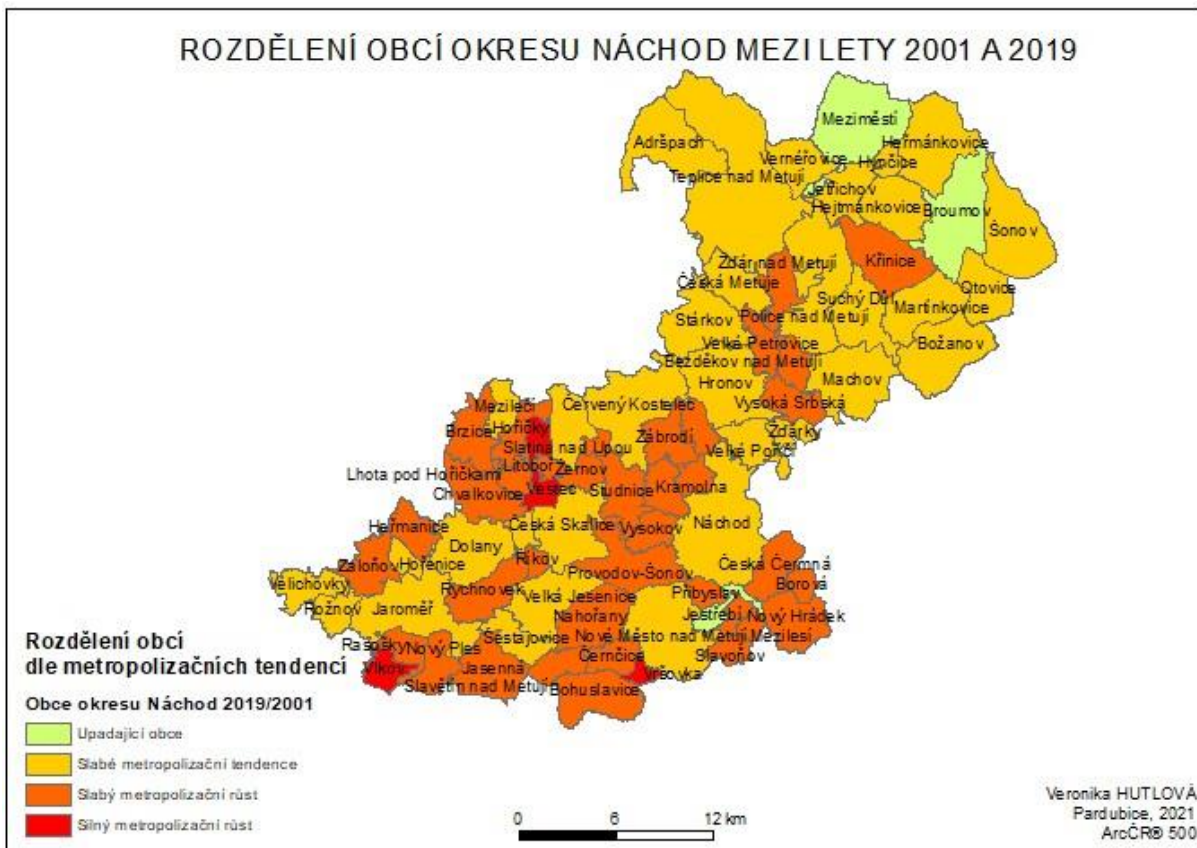 ROZDĚLENÍ OBCÍ OKRESU NÁCHOD MEZI LETY 2001 A 2019
Meziměstí
Adršpach
Heřmánkovice
Vernéřovice
Hynčice
Teplice nad Metují
Jetřichov
Hejtmánkovice
Broumov
Šonov
Žďár nad Metují
Křinice
Česká Metuje
Otovice
Suchý Důl
Martínkovice
Stárkov
Police nad Metují
Velké Petrovice
Božanov
Bezděkov nad Metují
Hronov
Machov
Mezilečí
Červený Kostelec
Vysoká Srbská
Hořičky
Brzice
Žďárky
Slatina nad Úpou
Zábrodí
Velké Poříčí
Litoboř
Žernov
Lhota pod Hořičkami
Chvalkovice
Vestec
Studnice
Kramolna
Heřmanice
Česká Skalice
Vysokov
Náchod
Dolany
Zaloňov
Hořenice
Říkov
Česká Čermná
Provodov-Šonov
Velichovky
Rychnovek
Borová
Velká Jesenice
Přibyslav
Rožnov
Jaroměř
Nahořany
Jestřebí
Nový Hrádek
Šestajovice
Nové Město nad Metují
Mezilesí
Rasošky
Nový Ples
Černčice
Slavoňov
Vlkov
Jasenná
Vršovka
Slavětín nad Metují
Bohuslavice
Rozdělení obcí
dle metropolizačních tendencí
Obce okresu Náchod 2019/2001
Upadající obce
Slabé metropolizační tendence
Slabý metropolizační růst
Silný metropolizační růst
0 6 12 km
Veronika HUTLOVÁ
Pardubice, 2021
ArcČR® 500